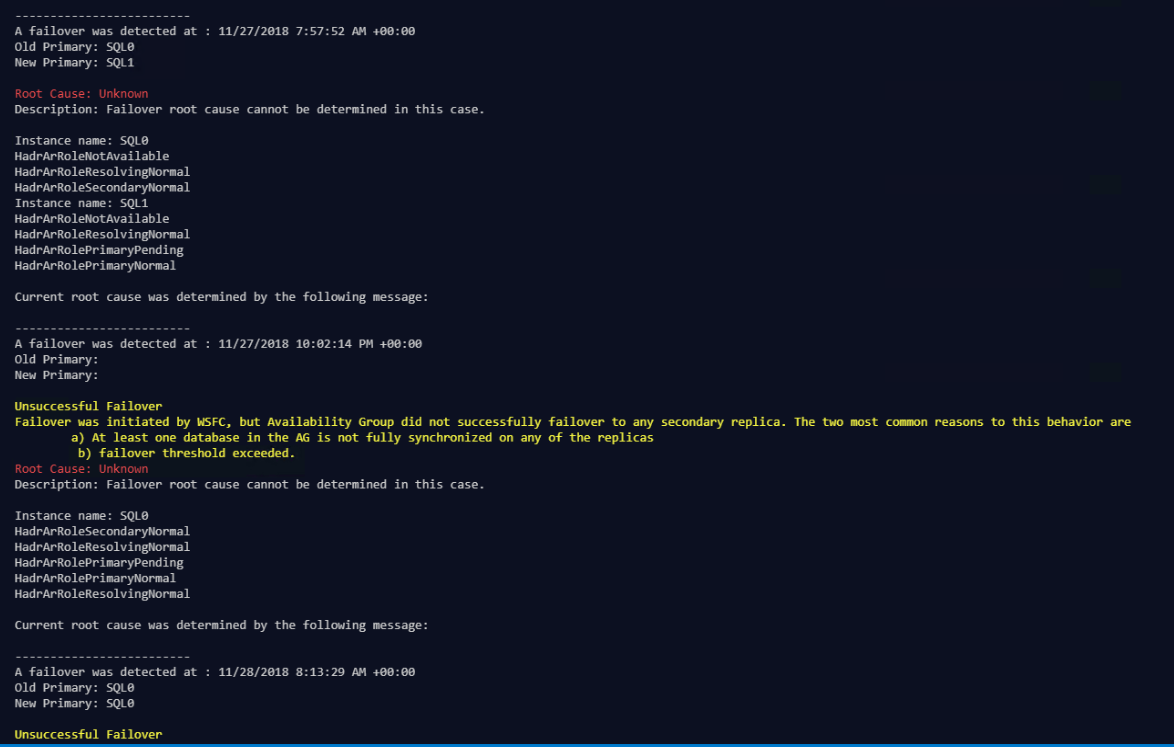 -------------------------
A failover was detected at : 11/27/2018 7:57:52 AM +00:00
Old Primary: SQL0
New Primary: SQL1
Root Cause: Unknown
Description: Failover root cause cannot be determined in this case.
Instance name: SQL0
HadrArRoleNotAvailable
HadrArRoleResolvingNormal
HadrArRoleSecondaryNormal
Instance name: SQL1
HadrArRoleNotAvailable
HadrArRoleResolvingNormal
HadrArRolePrimaryPending
HadrArRolePrimaryNormal
Current root cause was determined by the following message:
-------------------------
A failover was detected at : 11/27/2018 10:02:14 PM +00:00
Old Primary:
New Primary:
Unsuccessful Failover
Failover was initiated by WSFC, but Availability Group did not successfully failover to any secondary replica. The two most common reasons to this behavior are
a) At least one database in the AG is not fully synchronized on any of the replicas
b) failover threshold exceeded.
Root Cause: Unknown
Description: Failover root cause cannot be determined in this case.
Instance name: SQL0
HadrArRoleSecondaryNormal
HadrArRoleResolvingNormal
HadrArRolePrimaryPending
HadrArRolePrimaryNormal
HadrArRoleResolvingNormal
Current root cause was determined by the following message:
-------------------------
A failover was detected at : 11/28/2018 8:13:29 AM +00:00
Old Primary: SQL0
New Primary: SQL0
Unsuccessful Failover